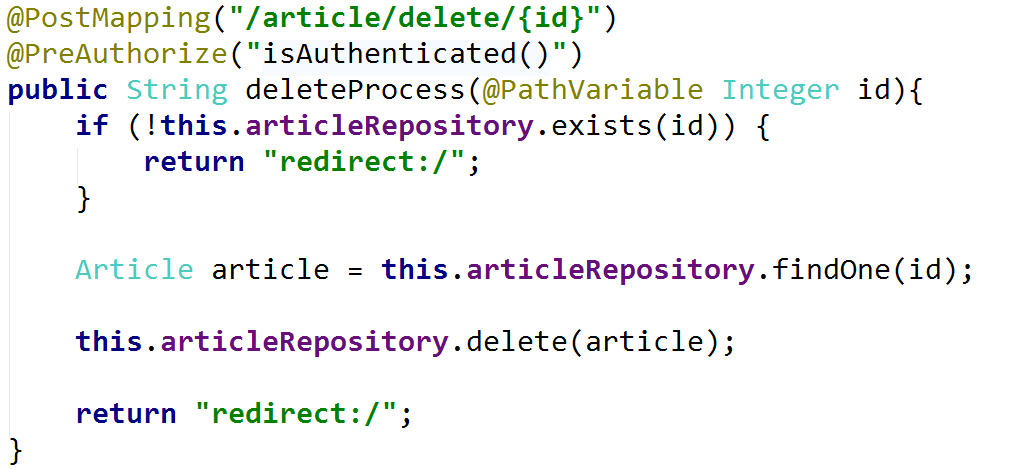 @PostMapping("/article/delete/{id}")
@PreAuthorize("isAuthenticated()")
public String deleteProcess(@PathVariable Integer id){
    if (!this.articleRepository.exists(id)) {
        return "redirect:/";
    }

    Article article = this.articleRepository.findOne(id);

    this.articleRepository.delete(article);

    return "redirect:/";
}